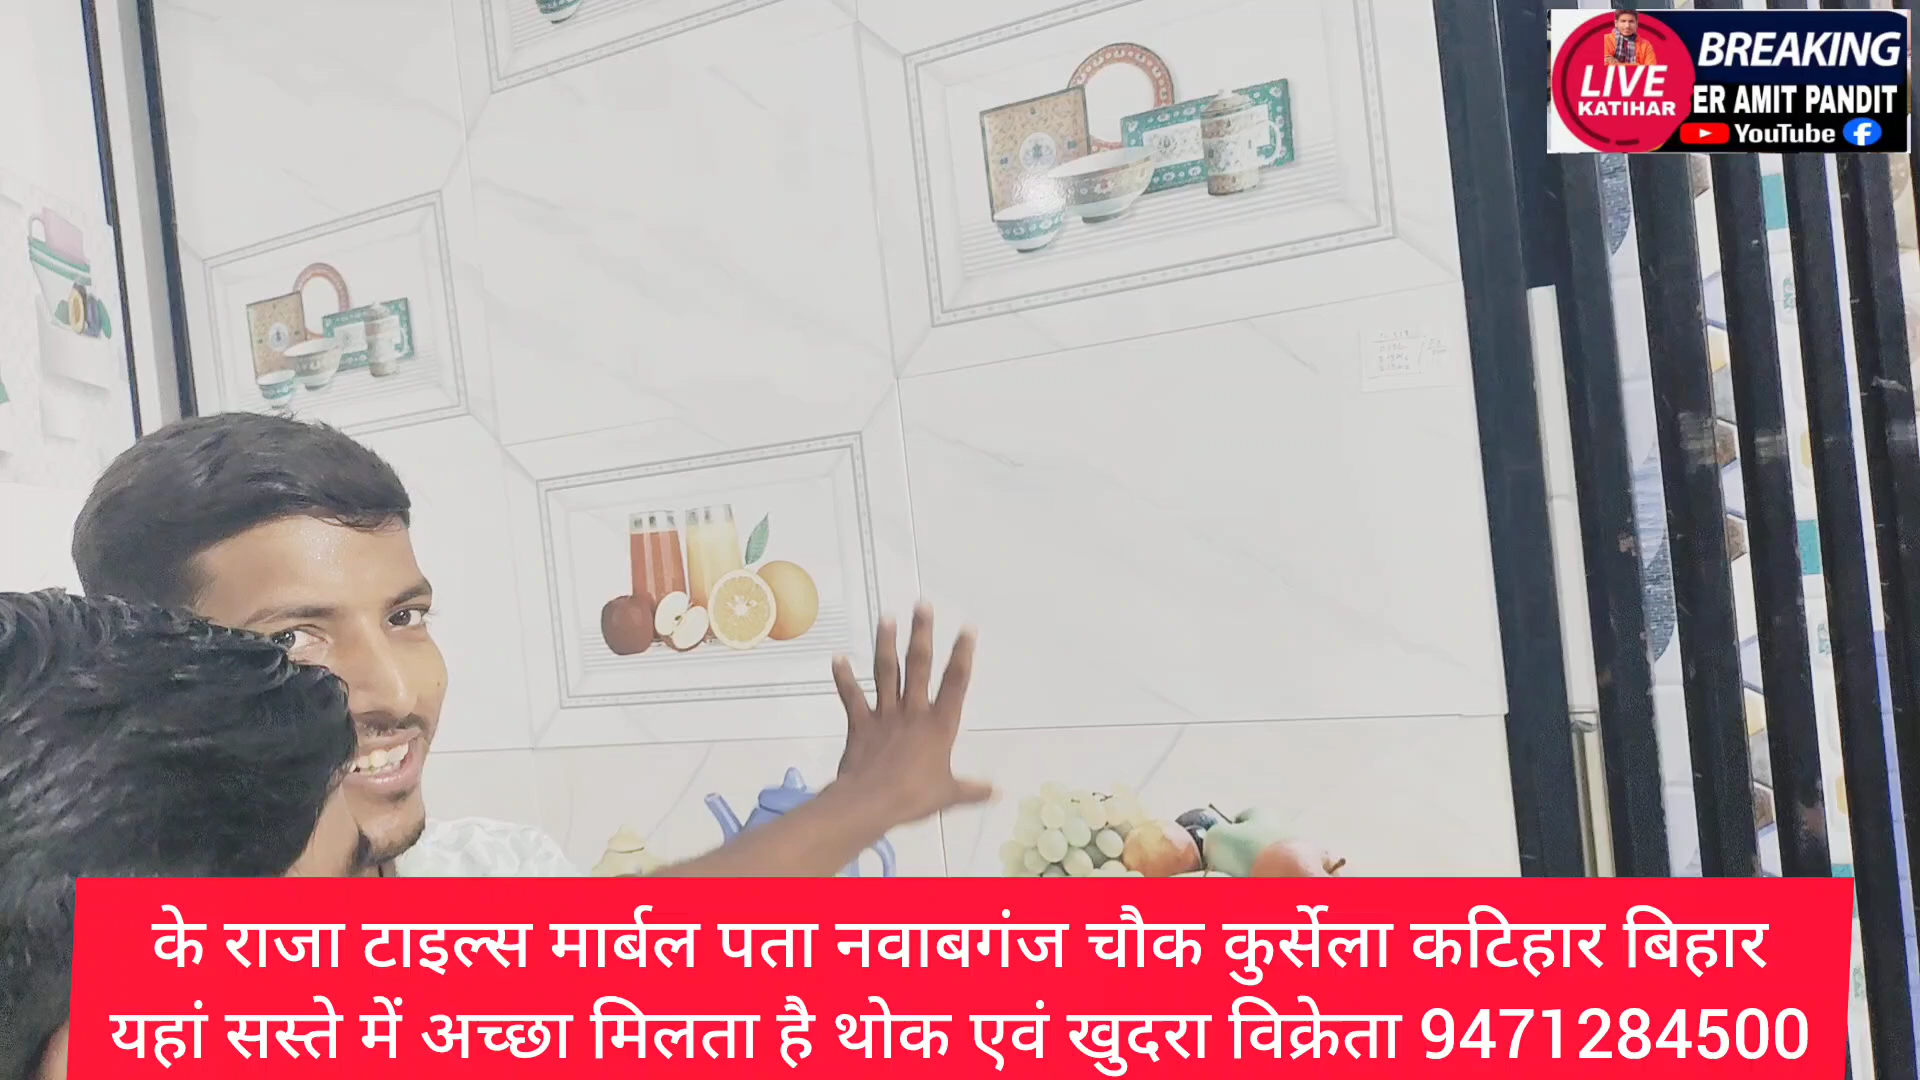 BREAKING
LIVE
KATIHAR
ER AMIT PANDIT
YouTube
के राजा टाइल्स मार्बल पता नवाबगंज चौक कुर्सेला कटिहार बिहार
यहां सस्ते में अच्छा मिलता है थोक एवं खुदरा विक्रेता 9471284500